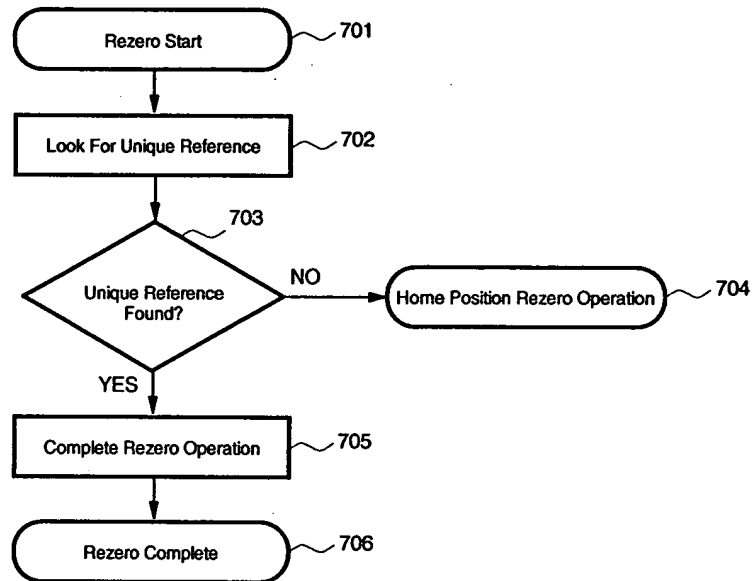 Rezero Start
701
Look For Unique Reference
702
703
Unique Reference
Found?
NO
Home Position Rezero Operation
704
YES
Complete Rezero Operation
705
Rezero Complete
706